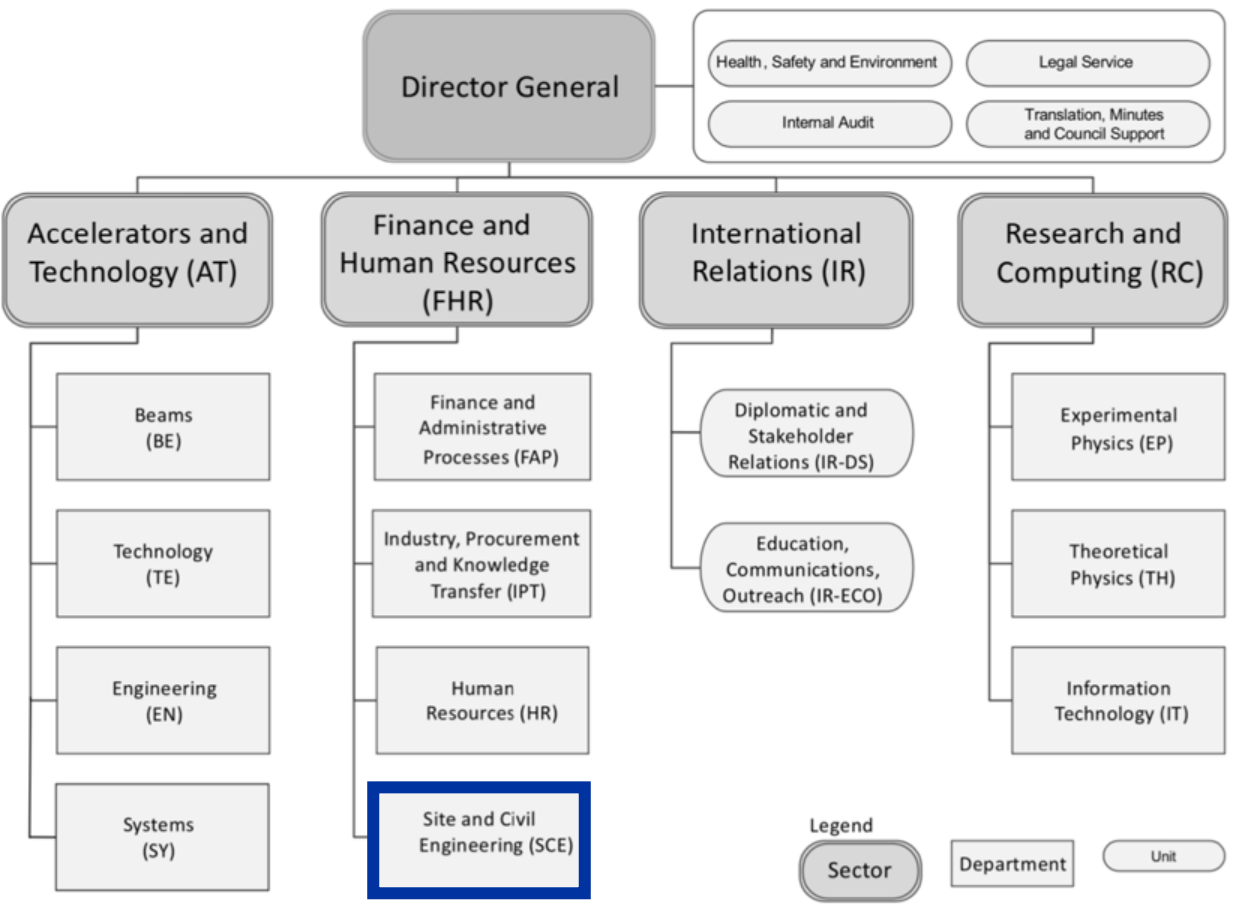 Director General
Health, Safety and Environment
Legal Service
Internal Audit
Translation, Minutes
and Council Support
Accelerators and
Technology (AT)
Finance and
Human Resources
(FHR)
International
Relations (IR)
Research and
Computing (RC)
Beams
(BE)
Technology
(TE)
Engineering
(EN)
Systems
(SY)
Finance and
Administrative
Processes (FAP)
Industry, Procurement
and Knowledge
Transfer (IPT)
Human
Resources (HR)
Site and Civil
Engineering (SCE)
Diplomatic and
Stakeholder
Relations (IR-DS)
Education,
Communications,
Outreach (IR-ECO)
Experimental
Physics (EP)
Theoretical
Physics (TH)
Information
Technology (IT)
Legend
Sector
Department
Unit